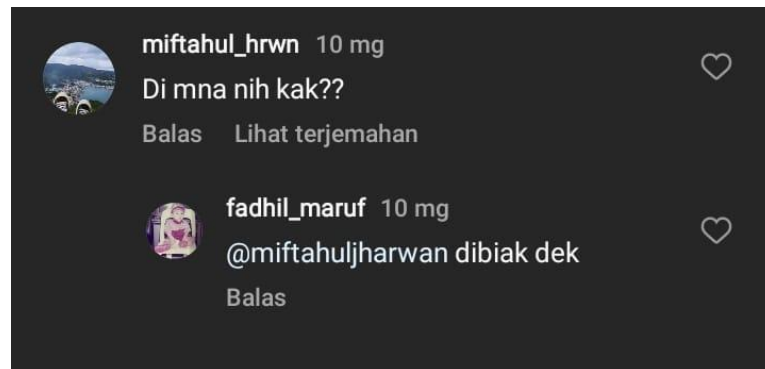 miftahul_hrwn 10 mg
Di mna nih kak??
Balas Lihat terjemahan
fadhil_maruf 10 mg
@miftahuljharwan dibiak dek
Balas